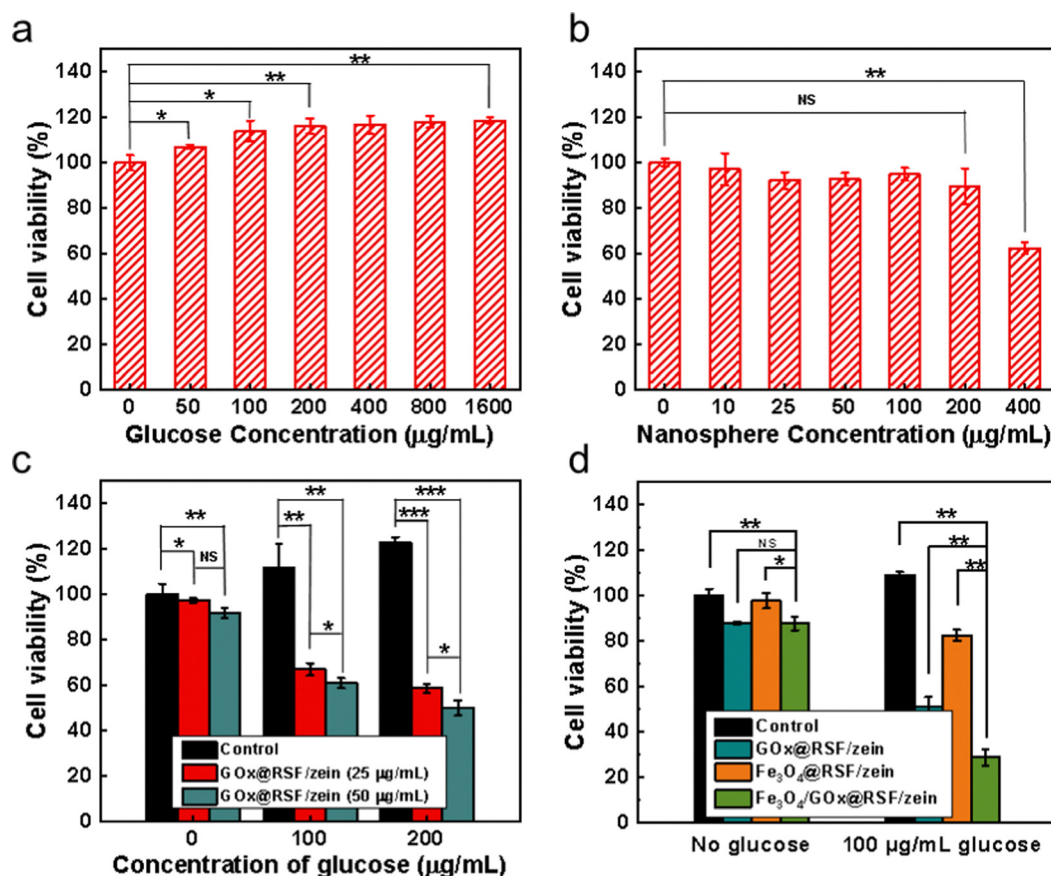 a
140
120
100
80
60
40
20
0
Cell viability (%)
**
**
*
*
0 50 100 200 400 800 1600
Glucose Concentration (μg/mL)
b
140
120
100
80
60
40
20
0
Cell viability (%)
**
NS
0 10 25 50 100 200 400
Nanosphere Concentration (μg/mL)
c
140
120
100
80
60
40
20
0
Cell viability (%)
** ** ***
* NS ** ***
* *
Control
GOx@RSF/zein (25 μg/mL)
GOx@RSF/zein (50 μg/mL)
0 100 200
Concentration of glucose (μg/mL)
d
140
120
100
80
60
40
20
0
Cell viability (%)
** **
NS **
* **
Control
GOx@RSF/zein
Fe₃O₄@RSF/zein
Fe₃O₄/GOx@RSF/zein
No glucose 100 μg/mL glucose